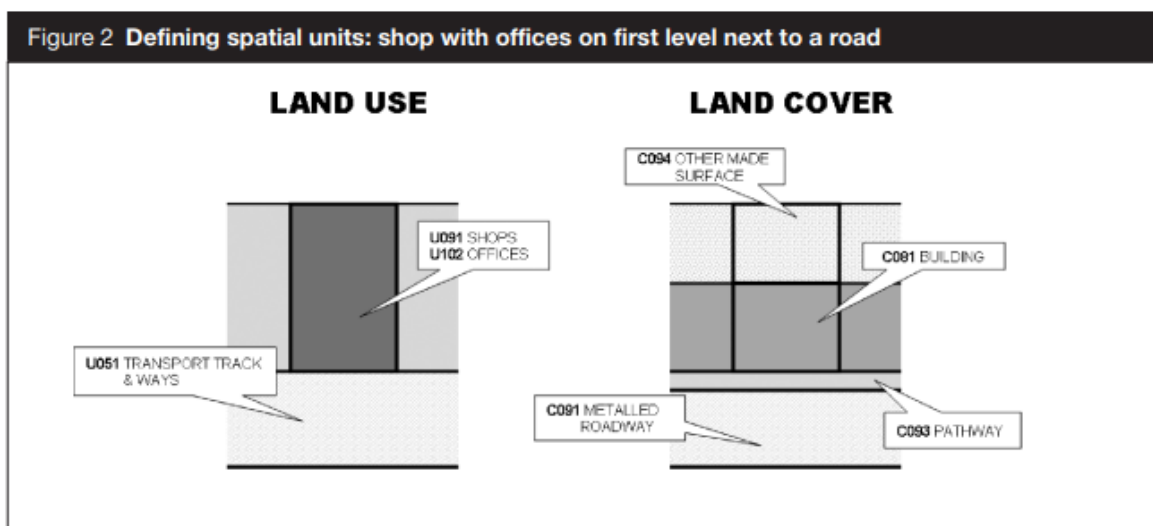 Figure 2 Defining spatial units: shop with offices on first level next to a road
LAND USE
LAND COVER
C094 OTHER MADE
SURFACE
U091 SHOPS
U102 OFFICES
C081 BUILDING
U051 TRANSPORT TRACK
& WAYS
C091 METALLED
ROADWAY
C093 PATHWAY